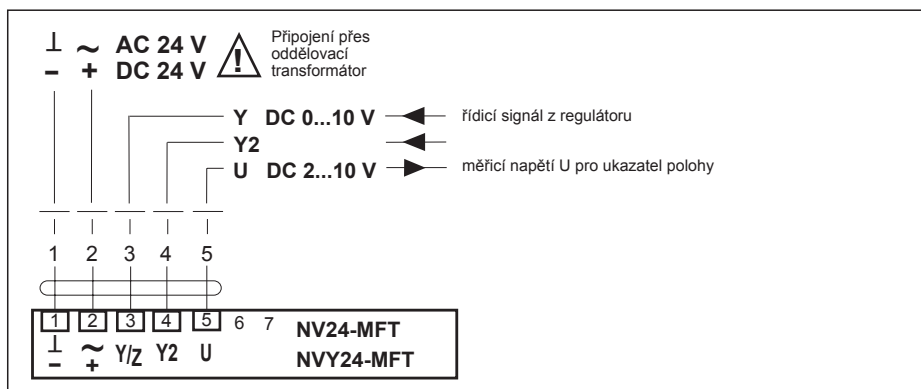 ⊥ ~ AC 24 V
– + DC 24 V
Připojení přes
oddělovací
transformátor
Y DC 0...10 V
řídicí signál z regulátoru
Y2
U DC 2...10 V
měřicí napětí U pro ukazatel polohy
1 2 3 4 5
1 2 3 4 5 6 7
NV24-MFT
⊥ ~ Y/Z Y2 U
– +
NVY24-MFT